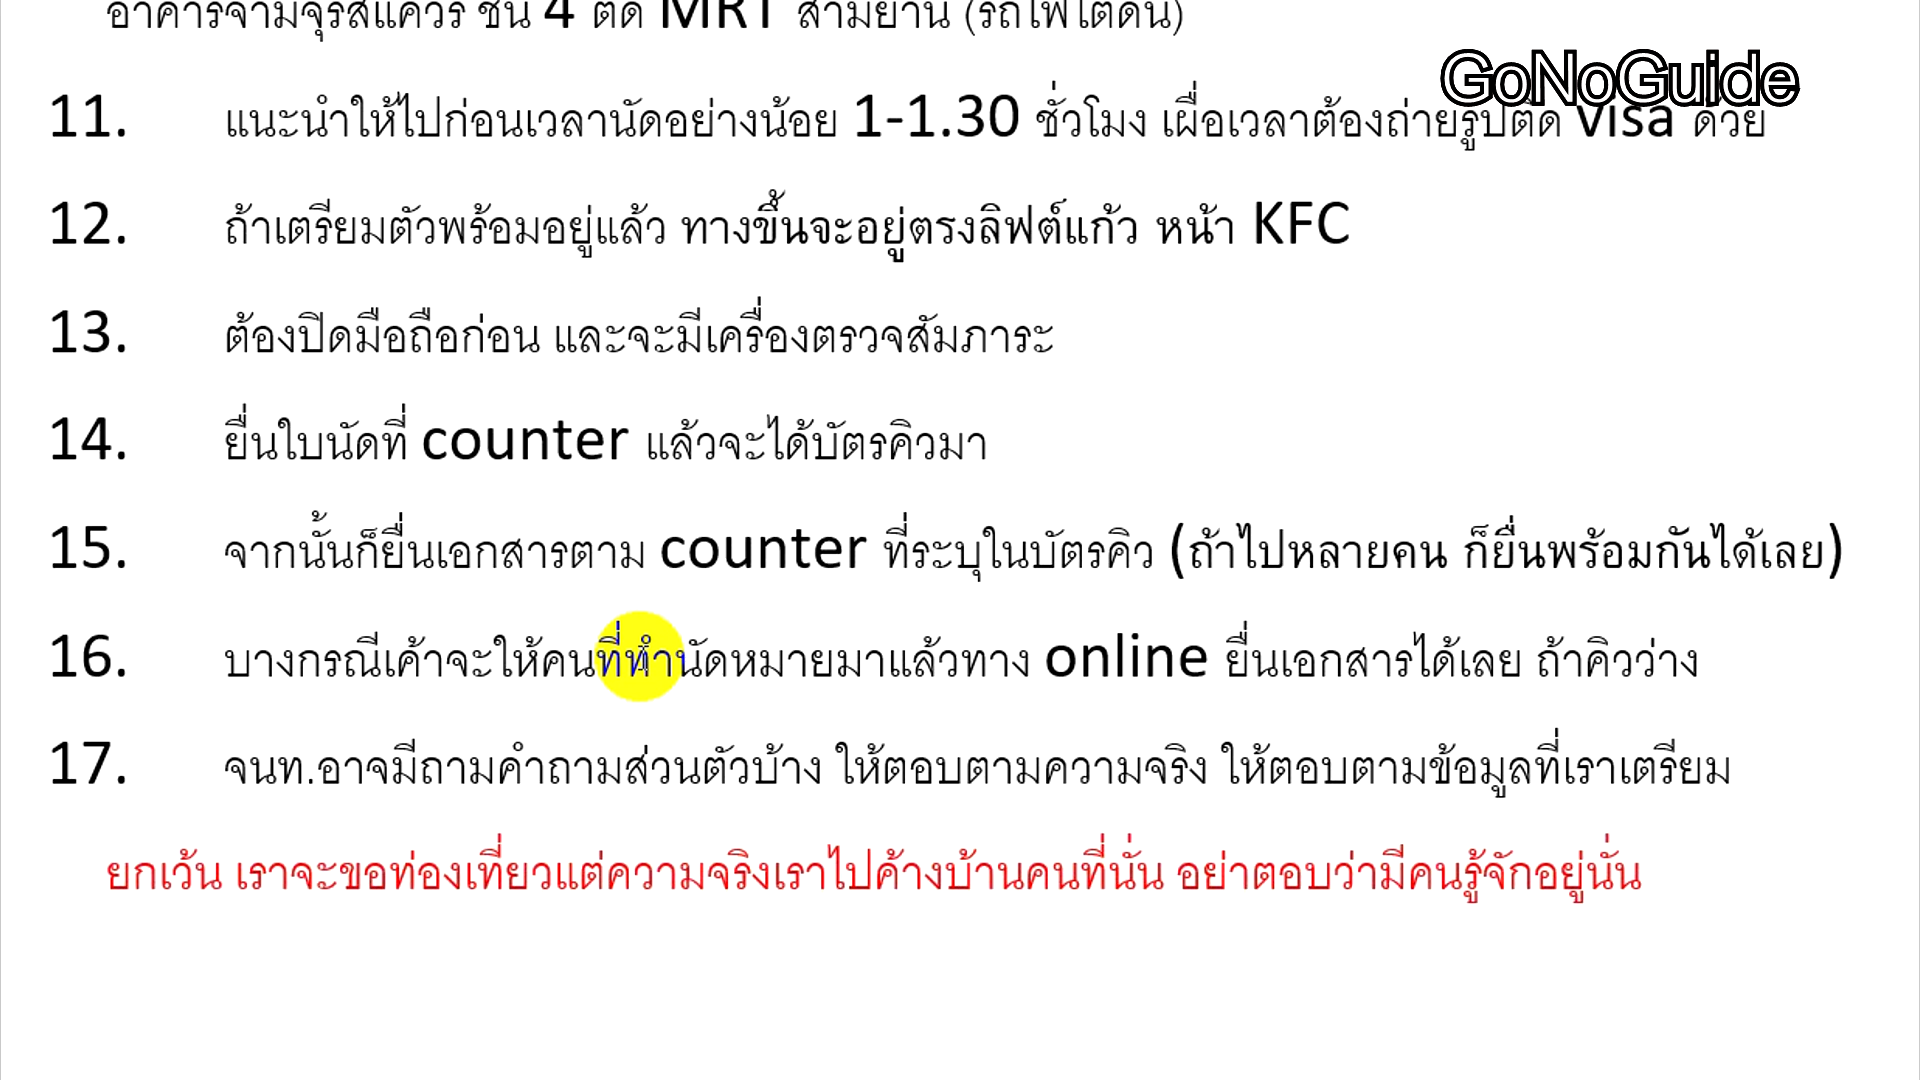 อาคารจามจุรีสแควร์ ชั้น 4 ติด MRT สามย่าน (รถไฟใต้ดิน)
GoNoGuide
11. แนะนำให้ไปก่อนเวลานัดอย่างน้อย 1-1.30 ชั่วโมง เผื่อเวลาต้องถ่ายรูปติด visa ด้วย
12. ถ้าเตรียมตัวพร้อมอยู่แล้ว ทางขึ้นจะอยู่ตรงลิฟต์แก้ว หน้า KFC
13. ต้องปิดมือถือก่อน และจะมีเครื่องตรวจสัมภาระ
14. ยื่นใบนัดที่ counter แล้วจะได้บัตรคิวมา
15. จากนั้นก็ยื่นเอกสารตาม counter ที่ระบุในบัตรคิว (ถ้าไปหลายคน ก็ยื่นพร้อมกันได้เลย)
16. บางกรณีเค้าจะให้คนที่ทำนัดหมายมาแล้วทาง online ยื่นเอกสารได้เลย ถ้าคิวว่าง
17. จนท.อาจมีถามคำถามส่วนตัวบ้าง ให้ตอบตามความจริง ให้ตอบตามข้อมูลที่เราเตรียม
ยกเว้น เราจะขอท่องเที่ยวแต่ความจริงเราไปค้างบ้านคนที่นั่น อย่าตอบว่ามีคนรู้จักอยู่นั่น